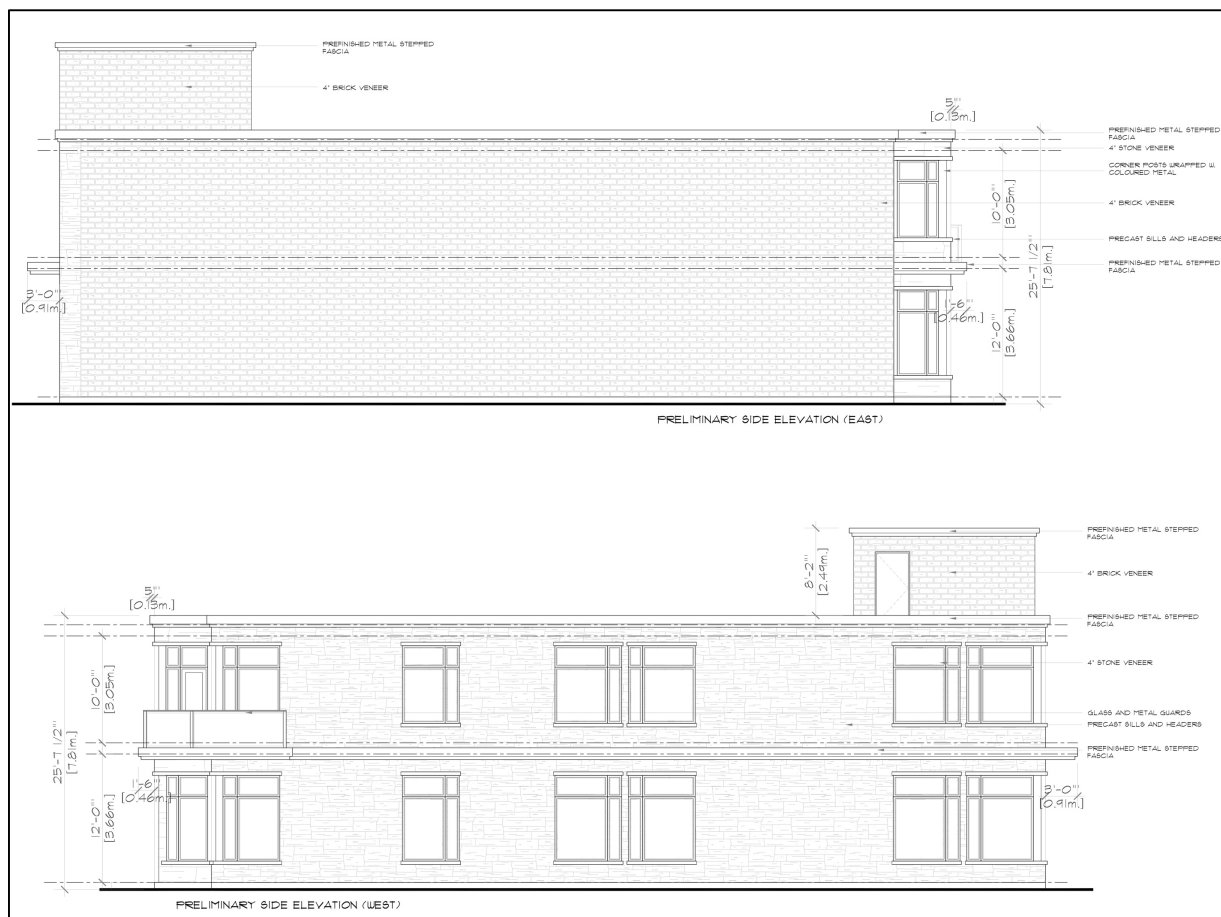 PREFINISHED METAL STEPPED
FASCIA
4" BRICK VENEER
5"
[0.13m.]
PREFINISHED METAL STEPPED
FASCIA
4" STONE VENEER
CORNER POSTS WRAPPED W.
COLOURED METAL
4" BRICK VENEER
10'-0"
[3.05m.]
PRECAST SILLS AND HEADERS
PREFINISHED METAL STEPPED
FASCIA
25'-7 1/2"
[7.81m.]
3'-0"
[0.91m.]
1'-6"
[0.46m.]
12'-0"
[3.66m.]
PRELIMINARY SIDE ELEVATION (EAST)
PREFINISHED METAL STEPPED
FASCIA
8'-2"
[2.49m.]
4" BRICK VENEER
5"
[0.13m.]
PREFINISHED METAL STEPPED
FASCIA
4" STONE VENEER
10'-0"
[3.05m.]
GLASS AND METAL GUARDS
PRECAST SILLS AND HEADERS
25'-7 1/2"
[7.81m.]
PREFINISHED METAL STEPPED
FASCIA
1'-6"
[0.46m.]
3'-0"
[0.91m.]
12'-0"
[3.66m.]
PRELIMINARY SIDE ELEVATION (WEST)